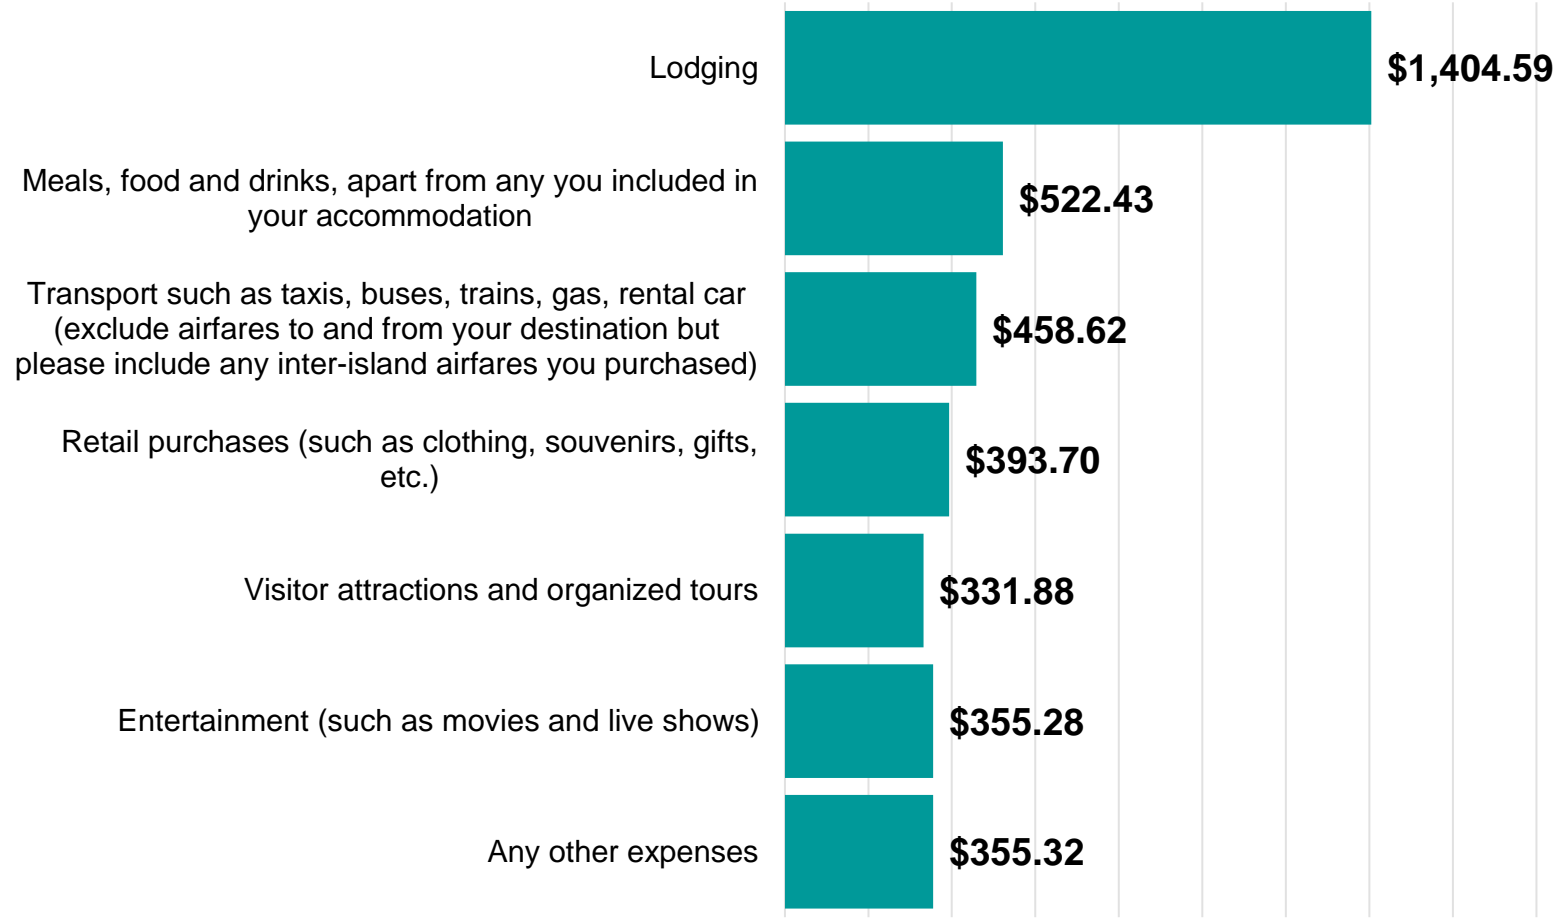 Lodging
$1,404.59
Meals, food and drinks, apart from any you included in
your accommodation
$522.43
Transport such as taxis, buses, trains, gas, rental car
(exclude airfares to and from your destination but
please include any inter-island airfares you purchased)
$458.62
Retail purchases (such as clothing, souvenirs, gifts,
etc.)
$393.70
Visitor attractions and organized tours
$331.88
Entertainment (such as movies and live shows)
$355.28
Any other expenses
$355.32